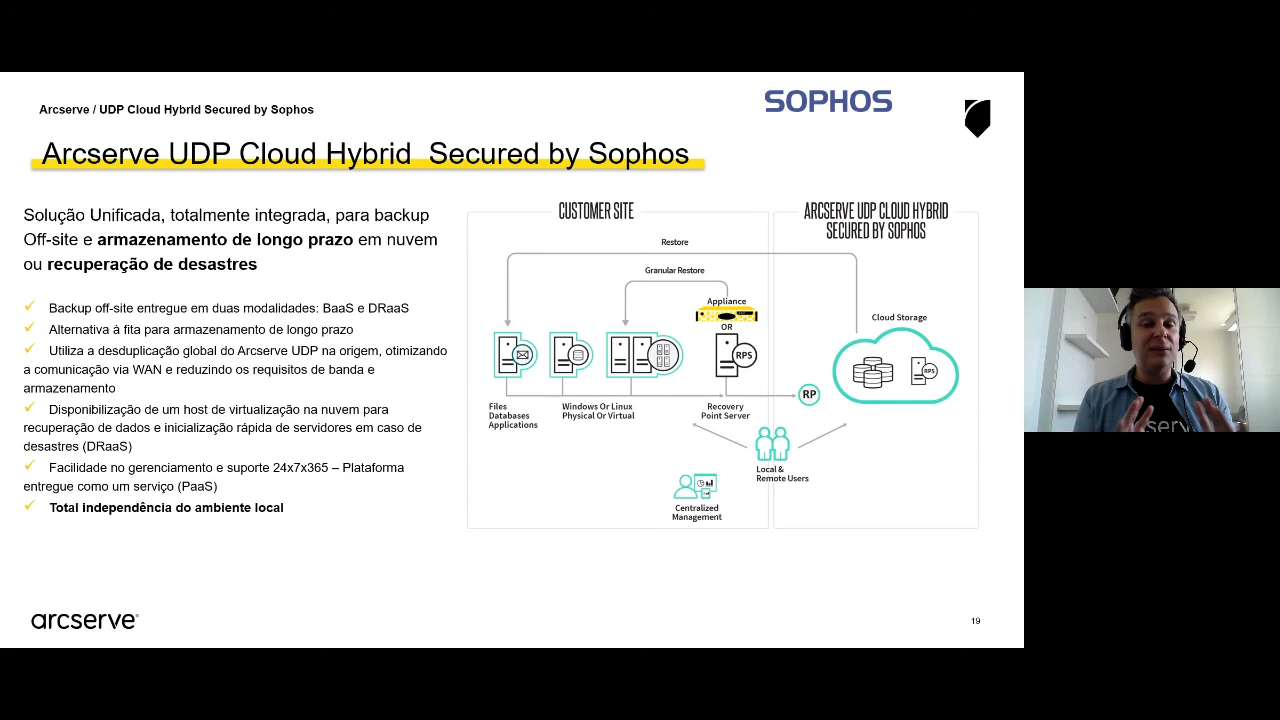 Arcserve / UDP Cloud Hybrid Secured by Sophos
SOPHOS
Arcserve UDP Cloud Hybrid Secured by Sophos
Solução Unificada, totalmente integrada, para backup
Off-site e armazenamento de longo prazo em nuvem
ou recuperação de desastres
Backup off-site entregue em duas modalidades: BaaS e DRaaS
Alternativa à fita para armazenamento de longo prazo
Utiliza a desduplicação global do Arcserve UDP na origem, otimizando
a comunicação via WAN e reduzindo os requisitos de banda e
armazenamento
Disponibilização de um host de virtualização na nuvem para
recuperação de dados e inicialização rápida de servidores em caso de
desastres (DRaaS)
Facilidade no gerenciamento e suporte 24x7x365 – Plataforma
entregue como um serviço (PaaS)
Total independência do ambiente local
CUSTOMER SITE
ARCSERVE UDP CLOUD HYBRID
SECURED BY SOPHOS
Restore
Granular Restore
Appliance
OR
Cloud Storage
RPS
RPS
RP
Files
Databases
Applications
Windows Or Linux
Physical Or Virtual
Recovery
Point Server
Local &
Remote Users
Centralized
Management
arcserve®
19